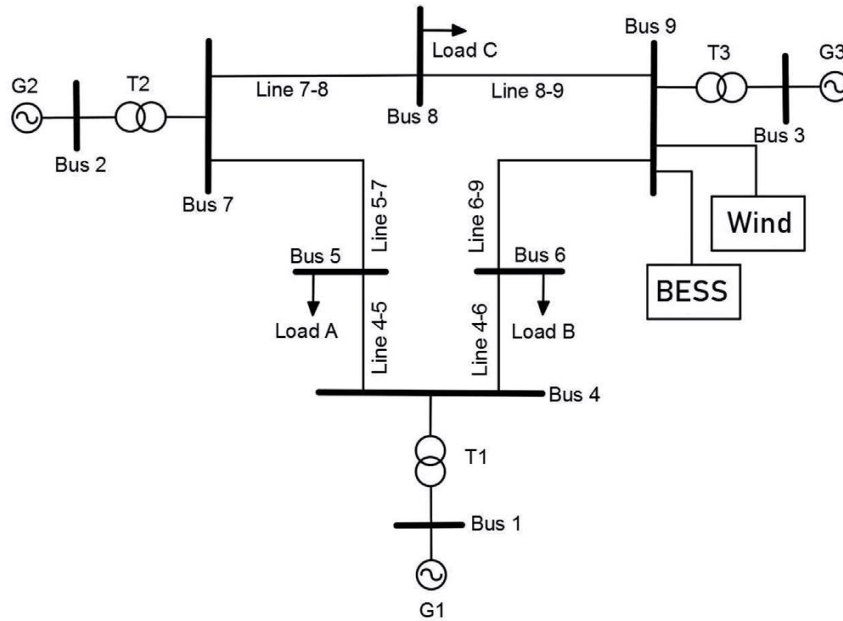 Bus 8
Load C
Bus 9
T3
G3
Bus 3
G2
T2
Bus 2
Bus 7
Line 7-8
Line 8-9
Line 5-7
Line 6-9
Wind
BESS
Bus 5
Load A
Bus 6
Load B
Line 4-5
Line 4-6
Bus 4
T1
Bus 1
G1